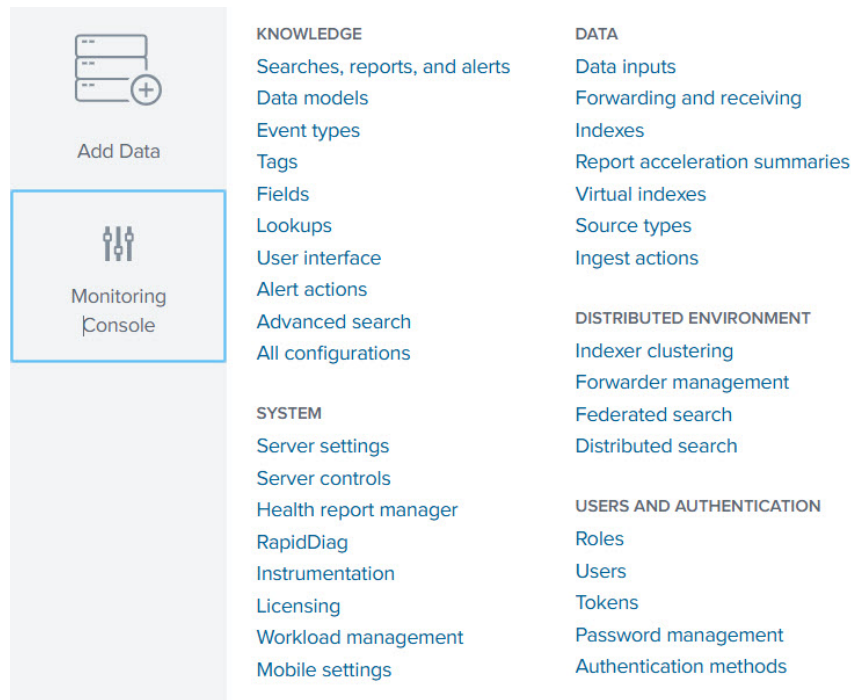 Add Data
Monitoring
Console
KNOWLEDGE
Searches, reports, and alerts
Data models
Event types
Tags
Fields
Lookups
User interface
Alert actions
Advanced search
All configurations
SYSTEM
Server settings
Server controls
Health report manager
RapidDiag
Instrumentation
Licensing
Workload management
Mobile settings
DATA
Data inputs
Forwarding and receiving
Indexes
Report acceleration summaries
Virtual indexes
Source types
Ingest actions
DISTRIBUTED ENVIRONMENT
Indexer clustering
Forwarder management
Federated search
Distributed search
USERS AND AUTHENTICATION
Roles
Users
Tokens
Password management
Authentication methods